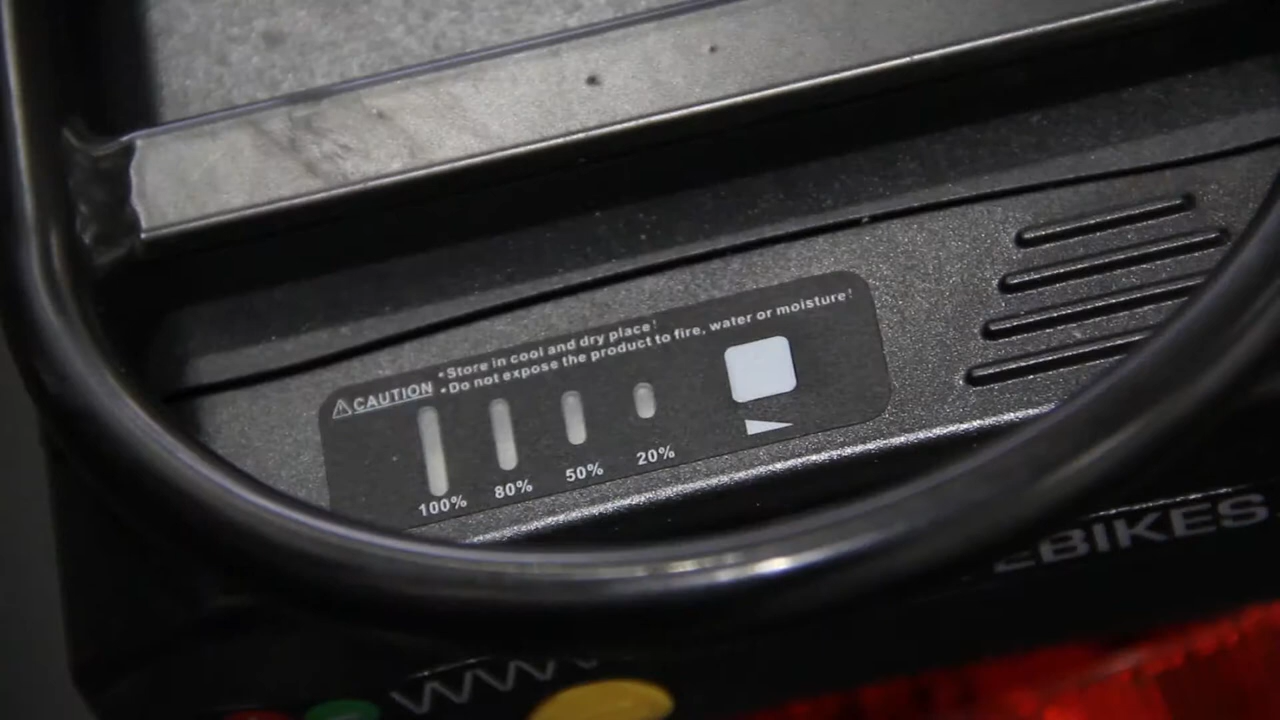 CAUTION
•Store in cool and dry place!
•Do not expose the product to fire, water or moisture!
100% 80% 50% 20%
EBIKES.
WWW